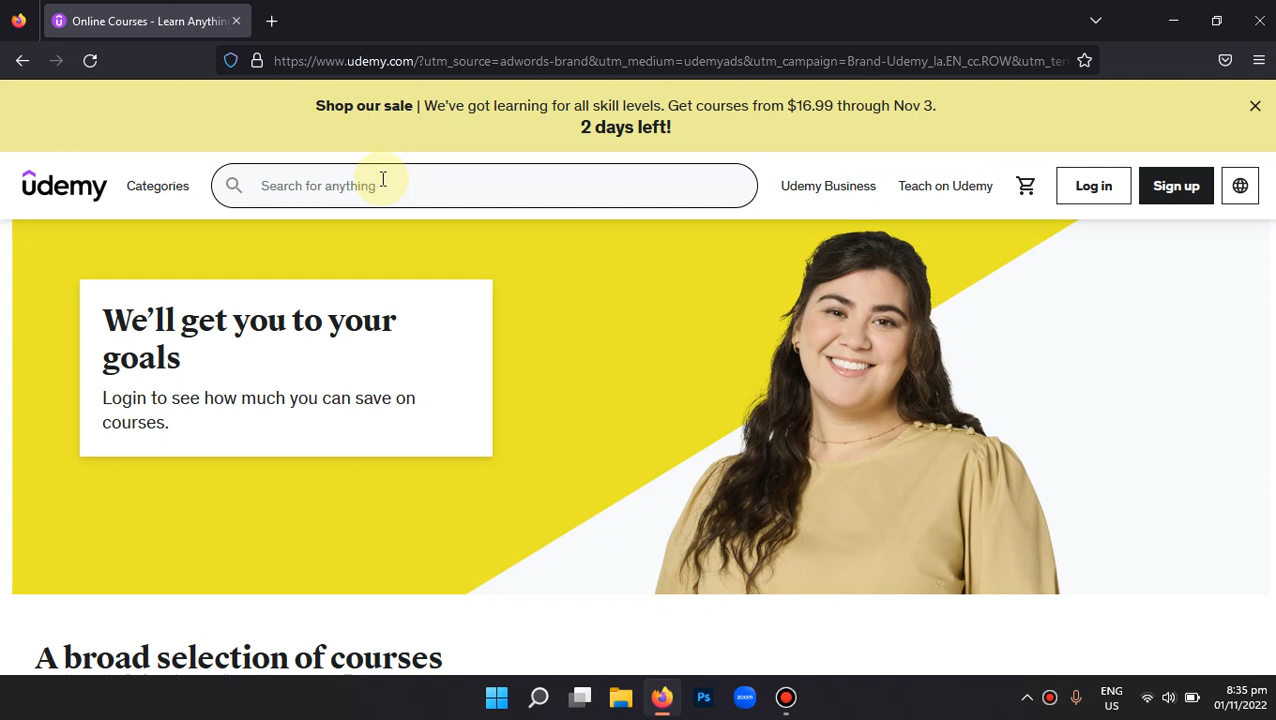 Online Courses - Learn Anythin
https://www.udemy.com/?utm_source=adwords-brand&utm_medium=udemyads&utm_campaign=Brand-Udemy_la.EN_cc.ROW&utm_ter
Shop our sale | We've got learning for all skill levels. Get courses from $16.99 through Nov 3.
2 days left!
udemy Categories Search for anything Udemy Business Teach on Udemy Log in Sign up
We'll get you to your
goals
Login to see how much you can save on
courses.
A broad selection of courses
Ps zoom ENG 8:35 pm
US 01/11/2022